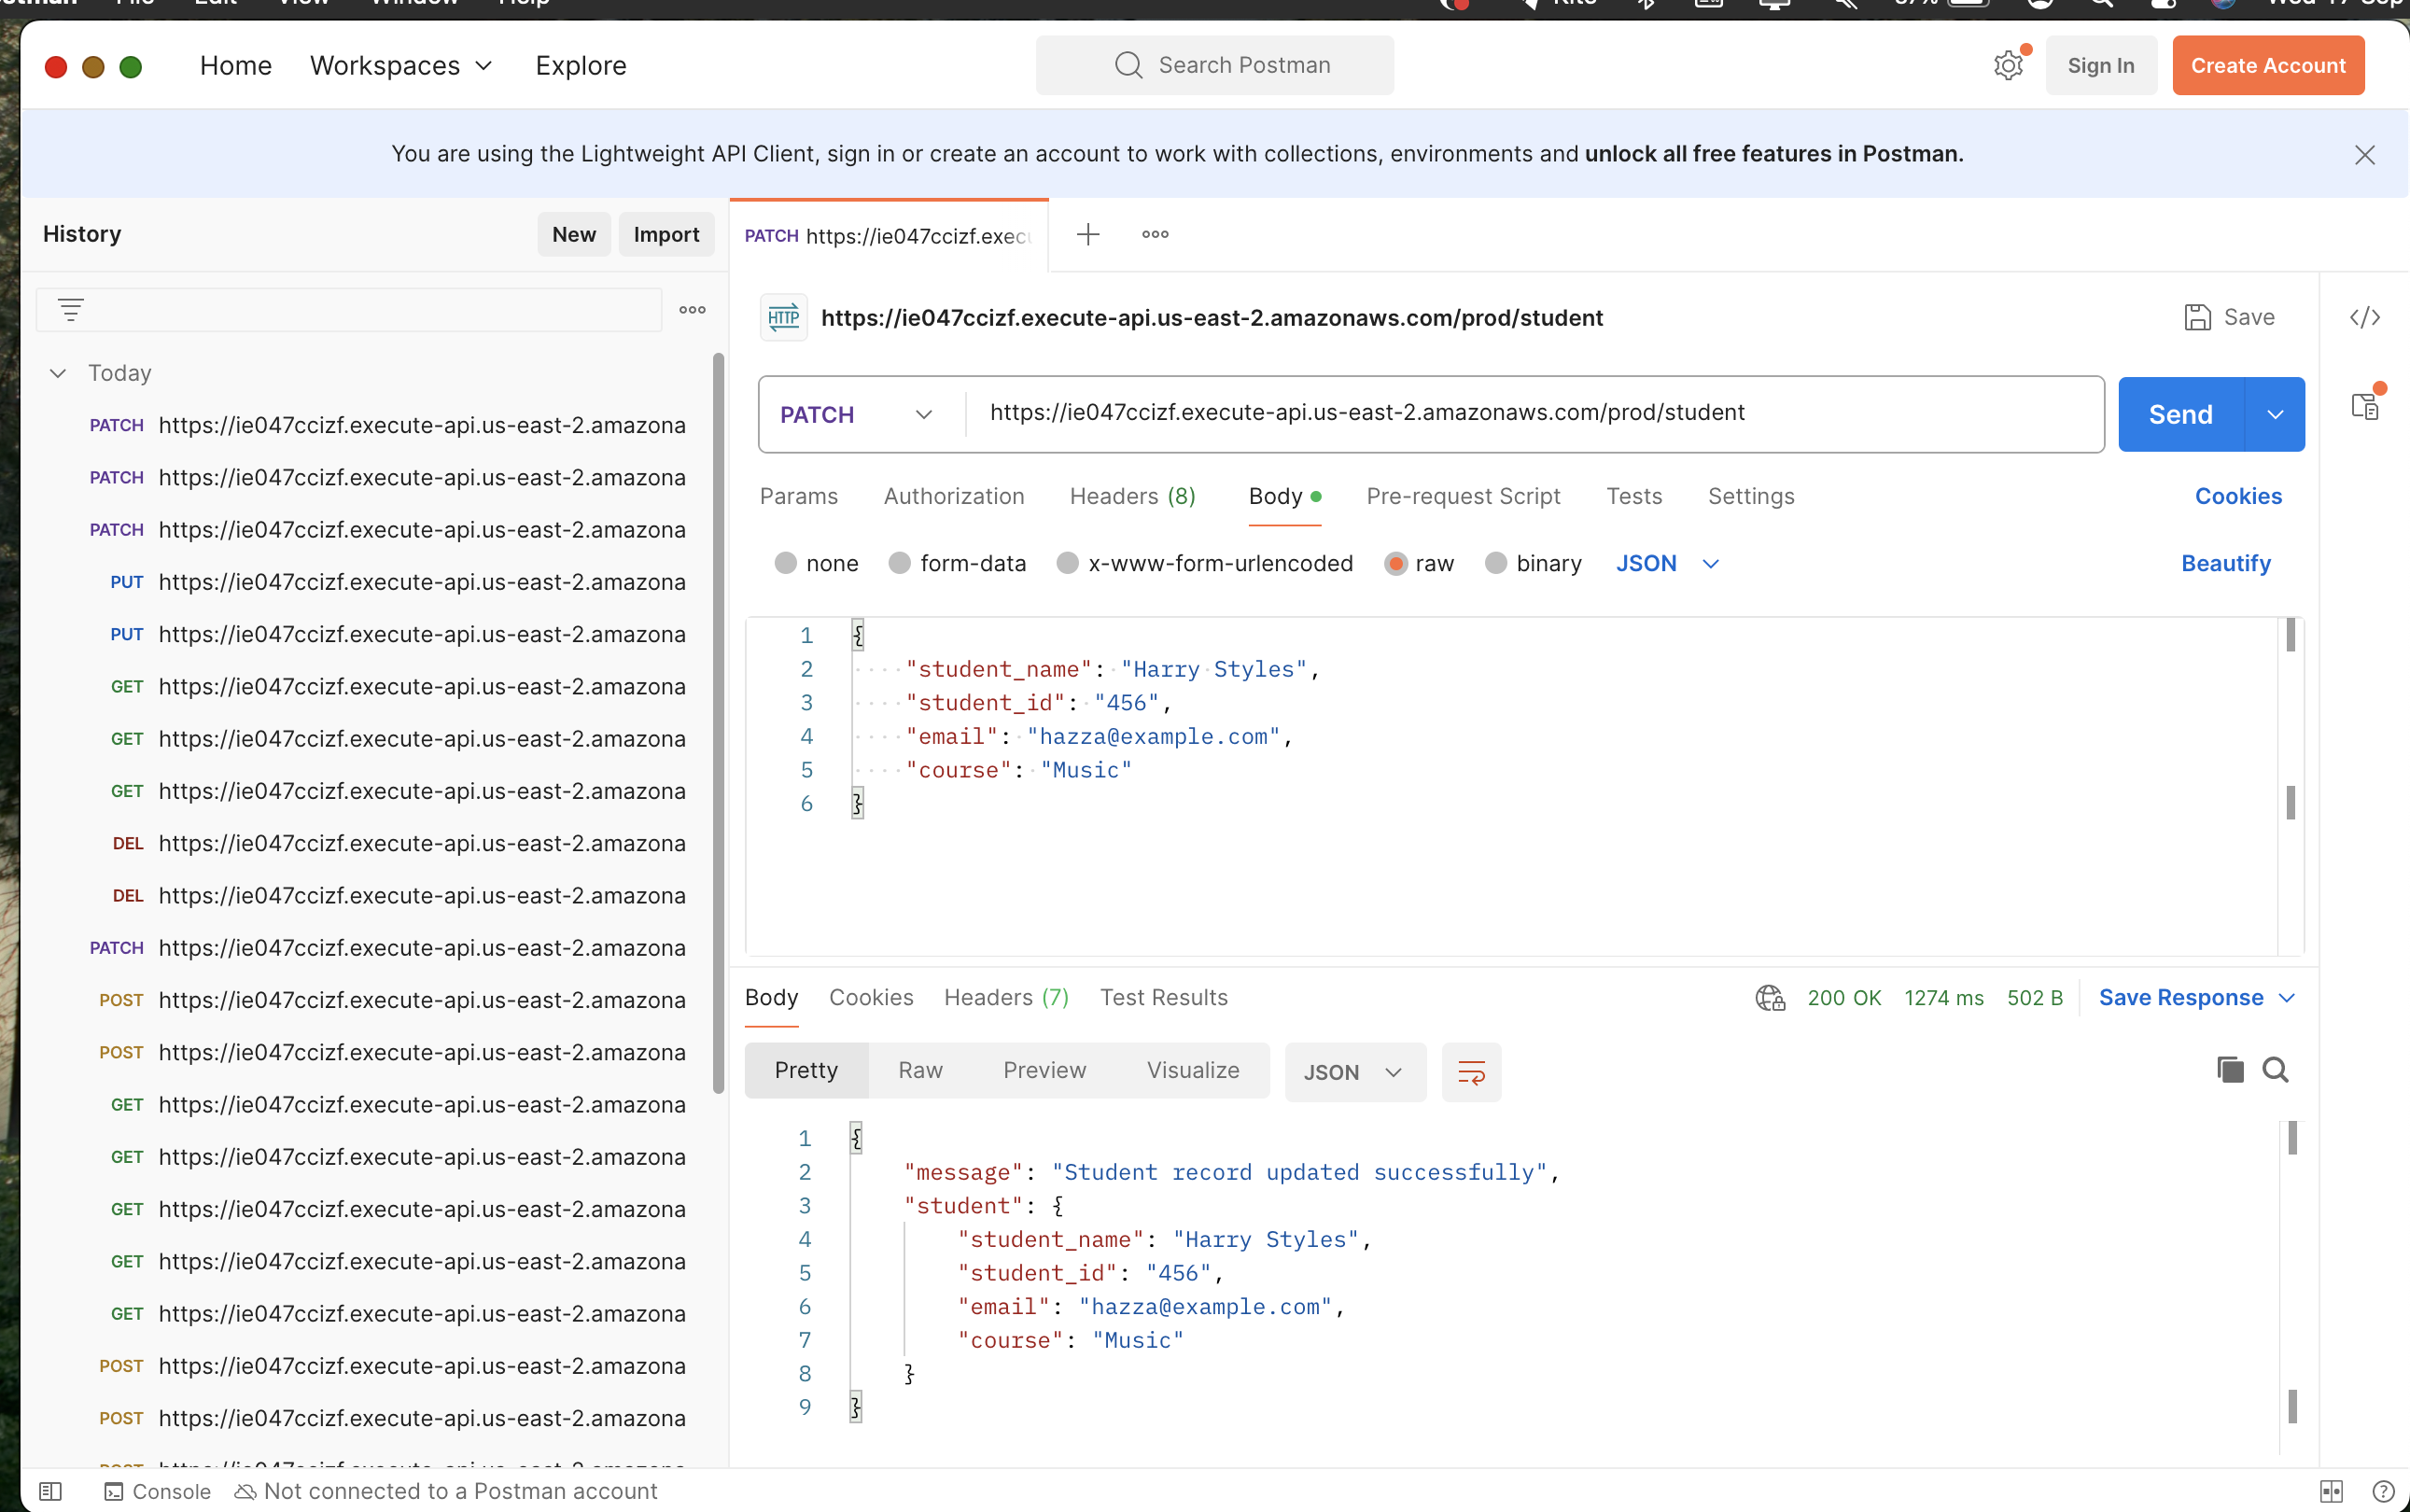 Home Workspaces Explore
Search Postman
Sign In
Create Account
You are using the Lightweight API Client, sign in or create an account to work with collections, environments and unlock all free features in Postman.
History
New
Import
Today
PATCH https://ie047ccizf.execute-api.us-east-2.amazona
PATCH https://ie047ccizf.execute-api.us-east-2.amazona
PATCH https://ie047ccizf.execute-api.us-east-2.amazona
PUT https://ie047ccizf.execute-api.us-east-2.amazona
PUT https://ie047ccizf.execute-api.us-east-2.amazona
GET https://ie047ccizf.execute-api.us-east-2.amazona
GET https://ie047ccizf.execute-api.us-east-2.amazona
GET https://ie047ccizf.execute-api.us-east-2.amazona
DEL https://ie047ccizf.execute-api.us-east-2.amazona
DEL https://ie047ccizf.execute-api.us-east-2.amazona
PATCH https://ie047ccizf.execute-api.us-east-2.amazona
POST https://ie047ccizf.execute-api.us-east-2.amazona
POST https://ie047ccizf.execute-api.us-east-2.amazona
GET https://ie047ccizf.execute-api.us-east-2.amazona
GET https://ie047ccizf.execute-api.us-east-2.amazona
GET https://ie047ccizf.execute-api.us-east-2.amazona
GET https://ie047ccizf.execute-api.us-east-2.amazona
GET https://ie047ccizf.execute-api.us-east-2.amazona
POST https://ie047ccizf.execute-api.us-east-2.amazona
POST https://ie047ccizf.execute-api.us-east-2.amazona
PATCH https://ie047ccizf.execu
HTTP https://ie047ccizf.execute-api.us-east-2.amazonaws.com/prod/student
Save
PATCH https://ie047ccizf.execute-api.us-east-2.amazonaws.com/prod/student
Send
Params Authorization Headers (8) Body Pre-request Script Tests Settings Cookies
none form-data x-www-form-urlencoded raw binary JSON Beautify
1 {
2 "student_name": "Harry Styles",
3 "student_id": "456",
4 "email": "hazza@example.com",
5 "course": "Music"
6 }
Body Cookies Headers (7) Test Results 200 OK 1274 ms 502 B Save Response
Pretty Raw Preview Visualize JSON
1 {
2 "message": "Student record updated successfully",
3 "student": {
4 "student_name": "Harry Styles",
5 "student_id": "456",
6 "email": "hazza@example.com",
7 "course": "Music"
8 }
9 }
Console Not connected to a Postman account